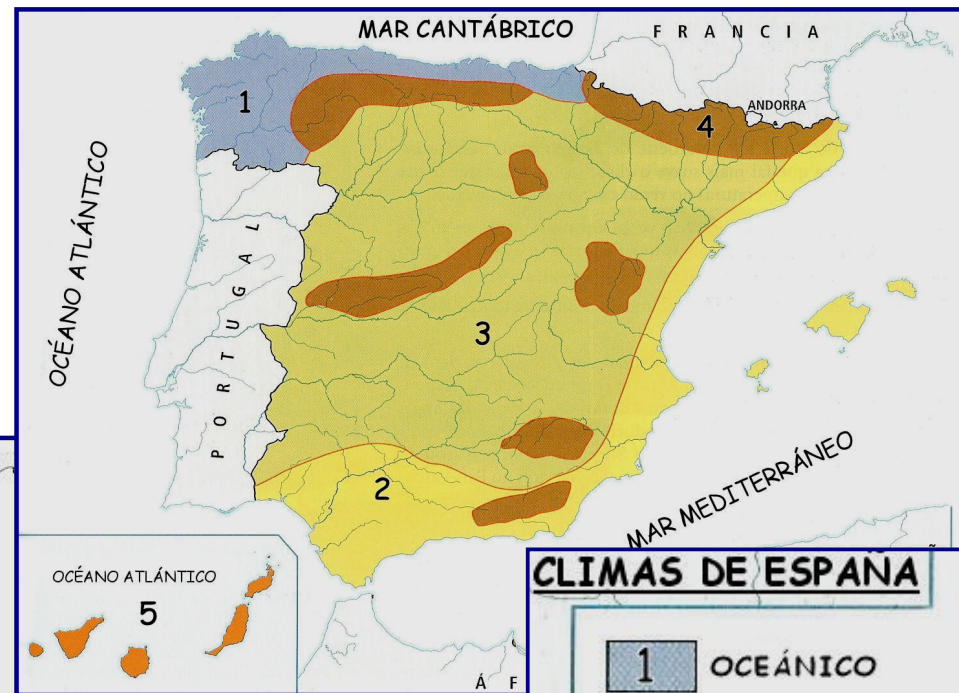 MAR CANTÁBRICO
FRANCIA
ANDORRA
1
4
OCÉANO ATLÁNTICO
PORTUGAL
3
2
MAR MEDITERRÁNEO
OCÉANO ATLÁNTICO
5
Á F
CLIMAS DE ESPAÑA
1 OCEÁNICO